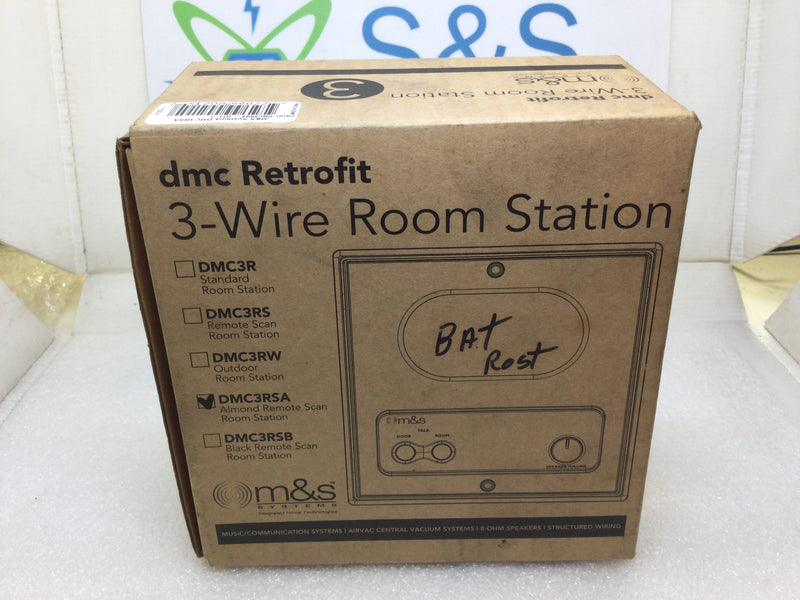 S&S
dmc Retrofit
3-Wire Room Station
3
m&s
dmc Retrofit
3-Wire Room Station
DMC3R
Standard
Room Station
DMC3RS
Remote Scan
Room Station
DMC3RW
Outdoor
Room Station
DMC3RSA
Almond Remote Scan
Room Station
DMC3RSB
Black Remote Scan
Room Station
BAT
Rost
m&s
TALK
DOOR ROOM
SPEAKER VOLUME
m&s
SYSTEMS
Integrated Home Technologies
MUSIC/COMMUNICATION SYSTEMS | AIRVAC CENTRAL VACUUM SYSTEMS | 8-OHM SPEAKERS | STRUCTURED WIRING